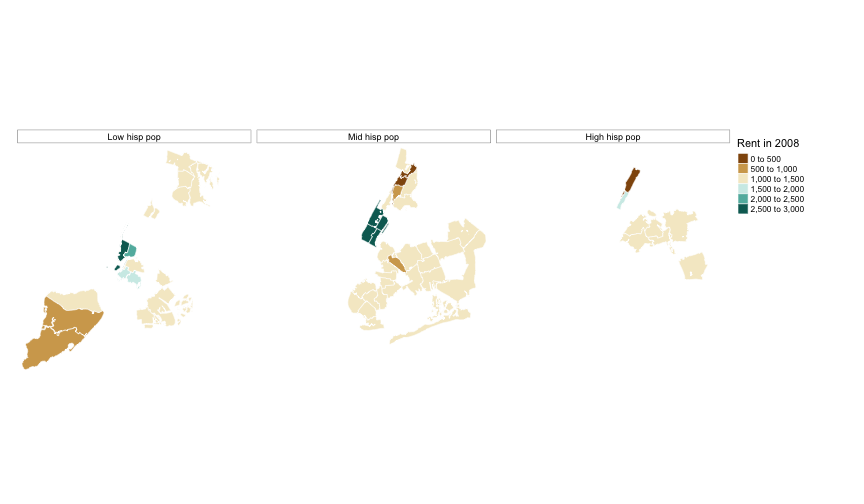 Low hisp pop
Mid hisp pop
High hisp pop
Rent in 2008
0 to 500
500 to 1,000
1,000 to 1,500
1,500 to 2,000
2,000 to 2,500
2,500 to 3,000